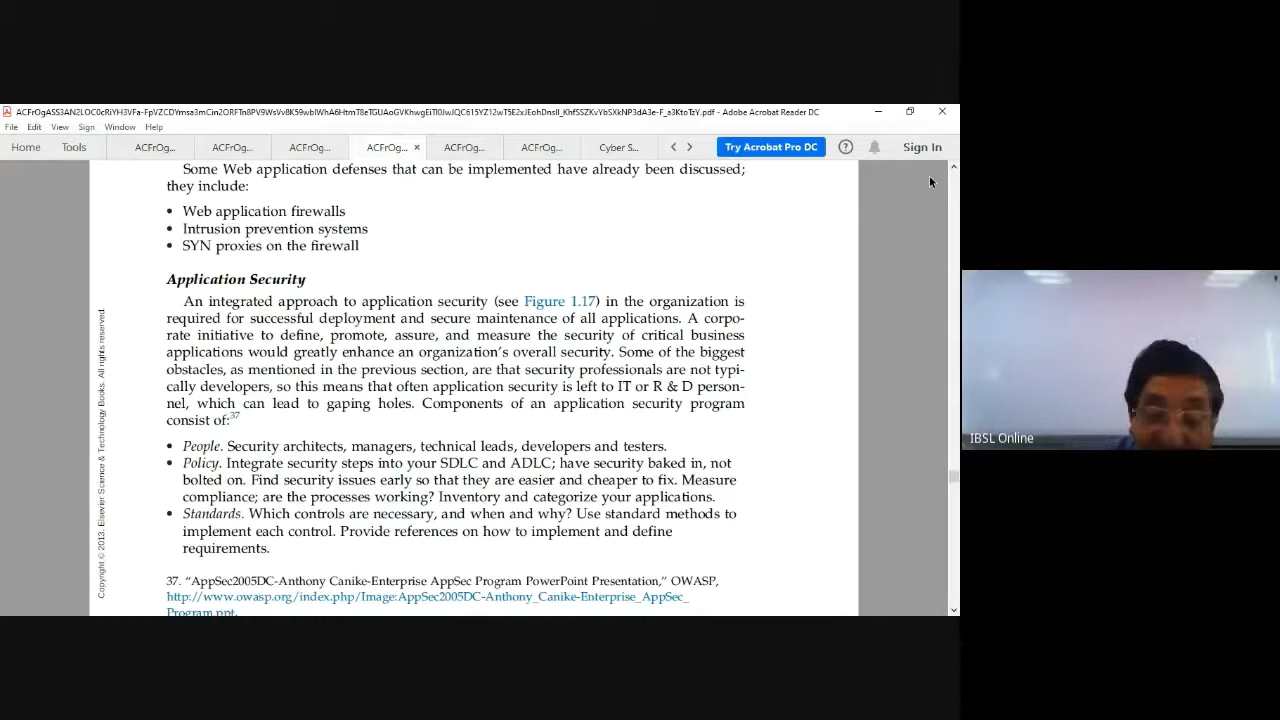 Adobe Acrobat Reader DC
File Edit View Sign Window Help
Home Tools ACFrOg... ACFrOg... ACFrOg... ACFrOg... × ACFrOg... ACFrOg... Cyber S... Try Acrobat Pro DC Sign In
Some Web application defenses that can be implemented have already been discussed;
they include:
• Web application firewalls
• Intrusion prevention systems
• SYN proxies on the firewall
Application Security
An integrated approach to application security (see Figure 1.17) in the organization is
required for successful deployment and secure maintenance of all applications. A corpo-
rate initiative to define, promote, assure, and measure the security of critical business
applications would greatly enhance an organization's overall security. Some of the biggest
obstacles, as mentioned in the previous section, are that security professionals are not typi-
cally developers, so this means that often application security is left to IT or R & D person-
nel, which can lead to gaping holes. Components of an application security program
consist of:37
• People. Security architects, managers, technical leads, developers and testers.
• Policy. Integrate security steps into your SDLC and ADLC; have security baked in, not
bolted on. Find security issues early so that they are easier and cheaper to fix. Measure
compliance; are the processes working? Inventory and categorize your applications.
• Standards. Which controls are necessary, and when and why? Use standard methods to
implement each control. Provide references on how to implement and define
requirements.
37. “AppSec2005DC-Anthony Canike-Enterprise AppSec Program PowerPoint Presentation,” OWASP,
http://www.owasp.org/index.php/Image:AppSec2005DC-Anthony_Canike-Enterprise_AppSec_
Program.ppt.
Copyright © 2013. Elsevier Science & Technology Books. All rights reserved.
IBSL Online